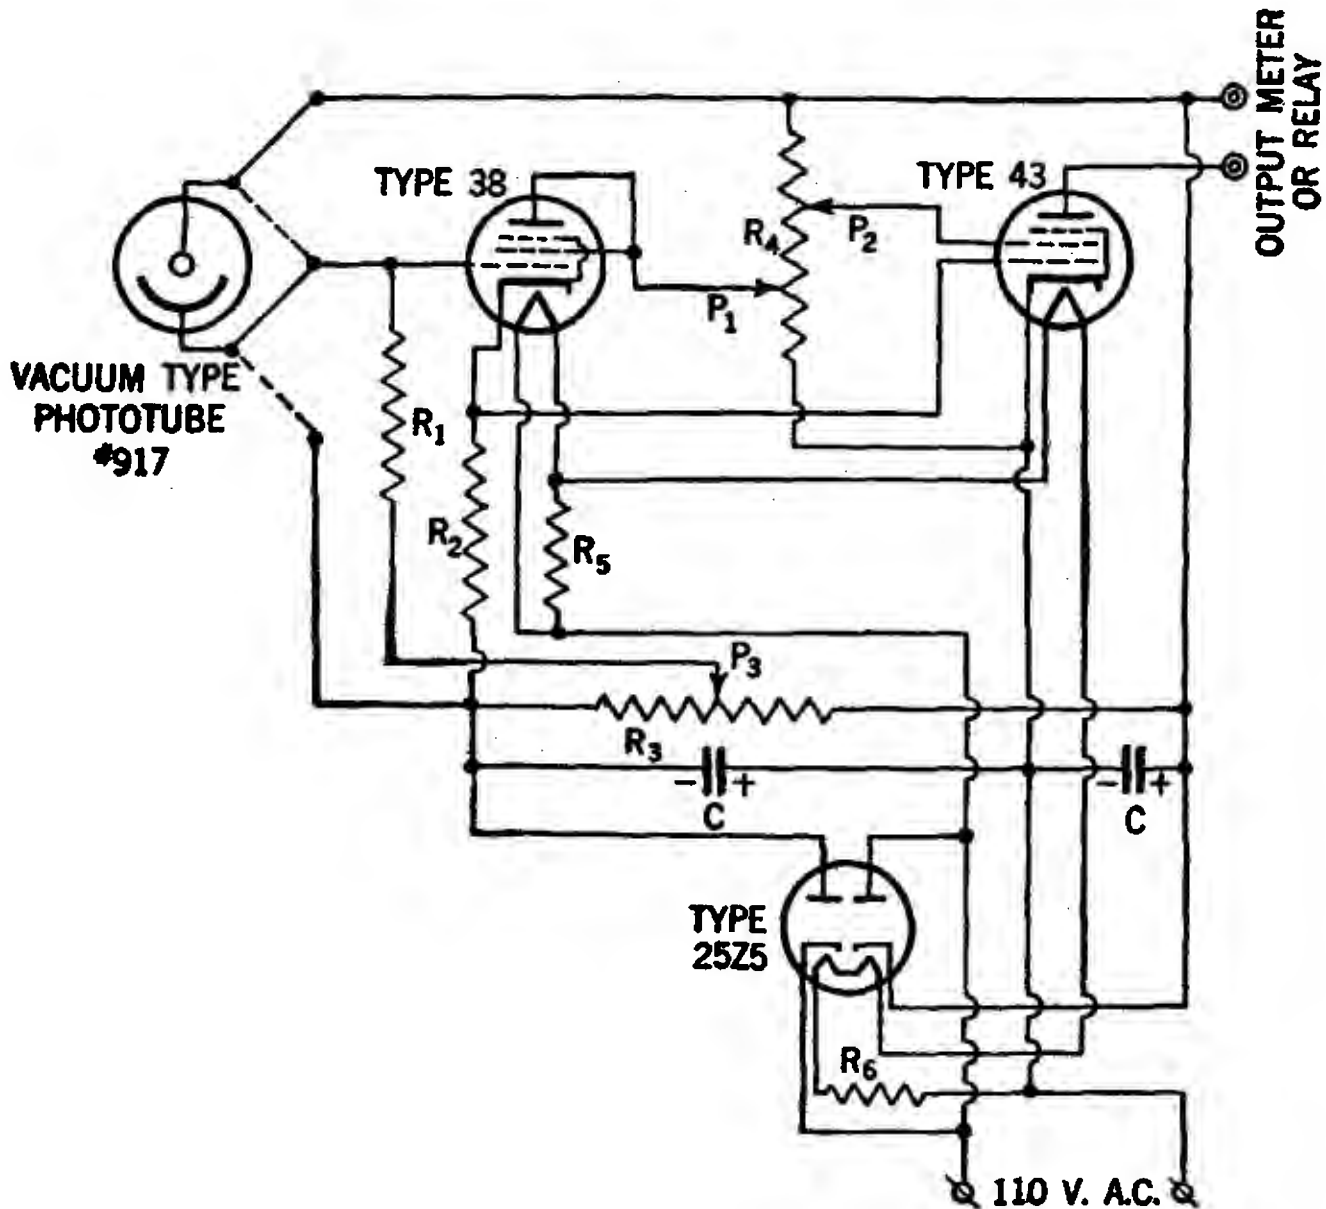 OUTPUT METER
OR RELAY
TYPE 38
TYPE 43
R4
P2
P1
VACUUM TYPE
PHOTOTUBE
#917
R1
R2
R5
P3
R3
- +
C
- +
C
TYPE
25Z5
R6
110 V. A.C.